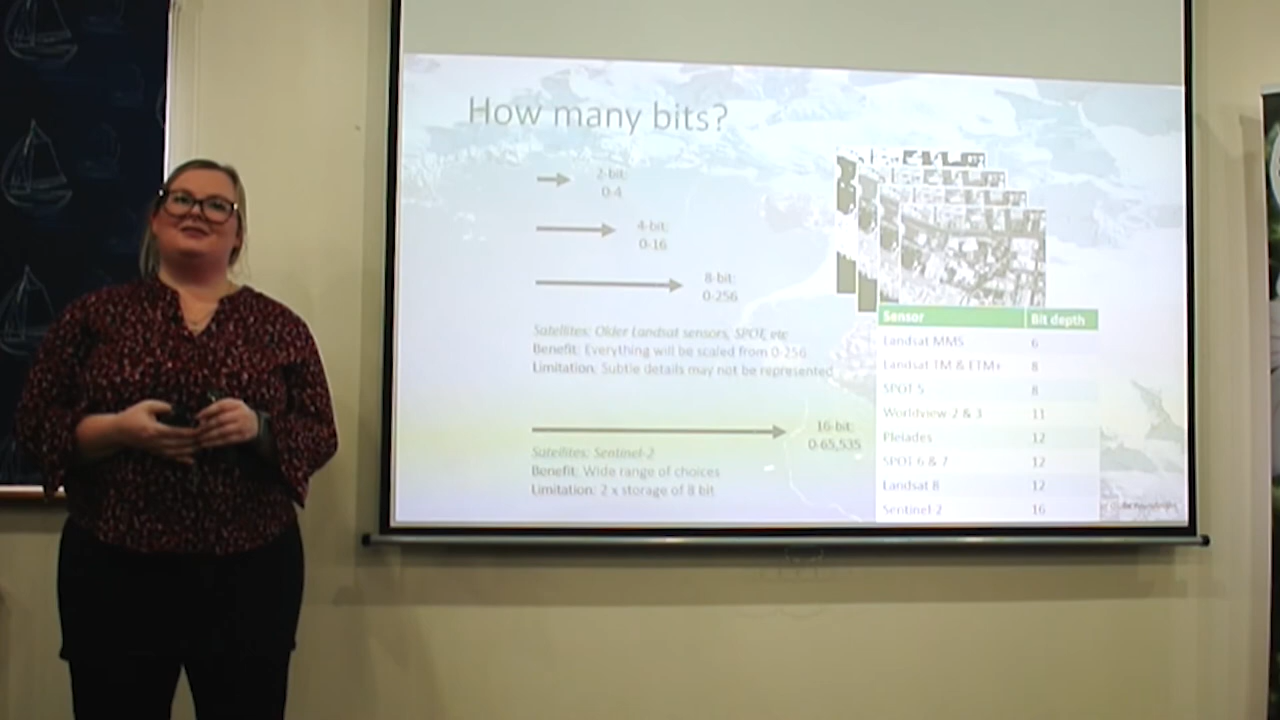 How many bits?
2-bit:
0-4
4-bit:
0-16
8-bit:
0-256
Satellites: Older Landsat sensors, SPOT, etc
Benefit: Everything will be scaled from 0-256
Limitation: Subtle details may not be represented
16-bit:
0-65,535
Satellites: Sentinel-2
Benefit: Wide range of choices
Limitation: 2 x storage of 8 bit
Sensor Bit depth
Landsat MMS 6
Landsat TM & ETM+ 8
SPOT 5 8
Worldview 2 & 3 11
Pleiades 12
SPOT 6 & 7 12
Landsat 8 12
Sentinel-2 16